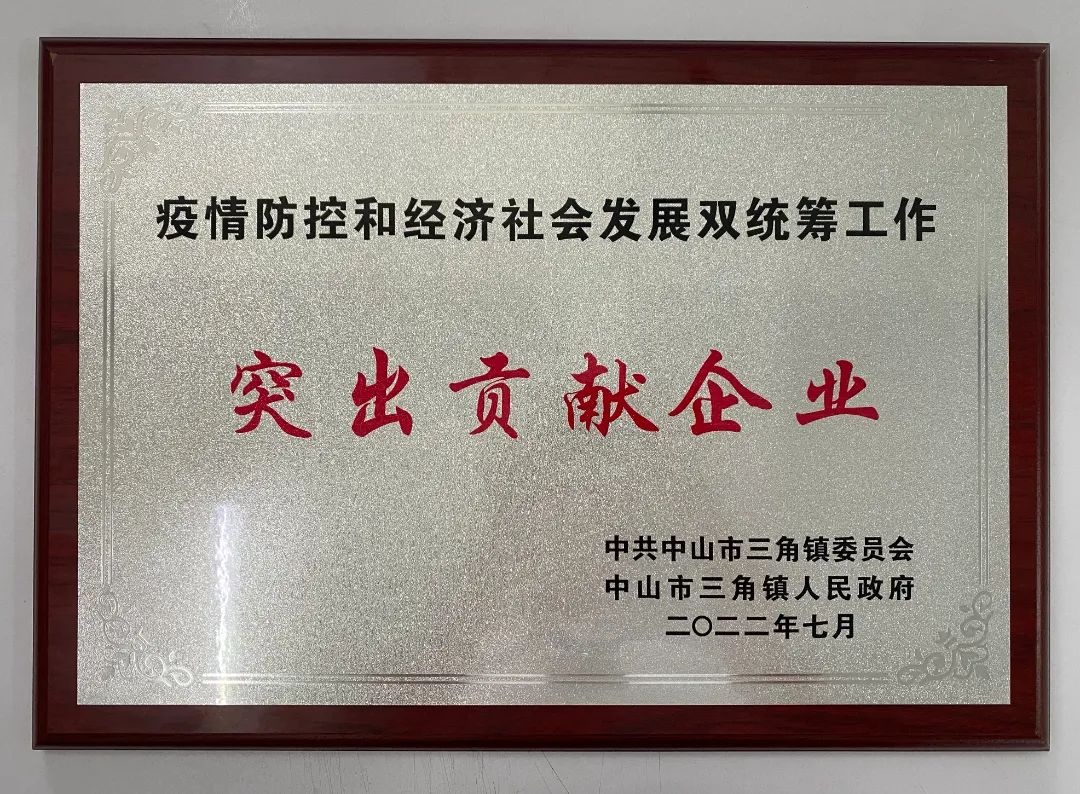 疫情防控和经济社会发展双统筹工作
突出贡献企业
中共中山市三角镇委员会
中山市三角镇人民政府
二〇二二年七月